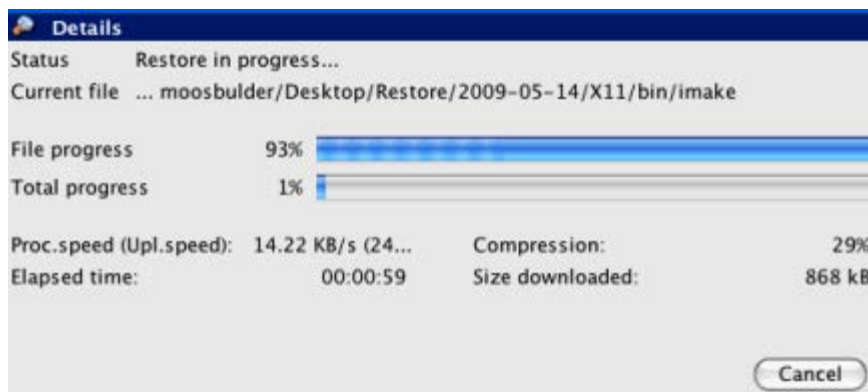 Details
Status Restore in progress...
Current file ... moosbulder/Desktop/Restore/2009-05-14/X11/bin/imake
File progress 93%
Total progress 1%
Proc.speed (Upl.speed): 14.22 KB/s (24... Compression: 29%
Elapsed time: 00:00:59 Size downloaded: 868 kB
Cancel